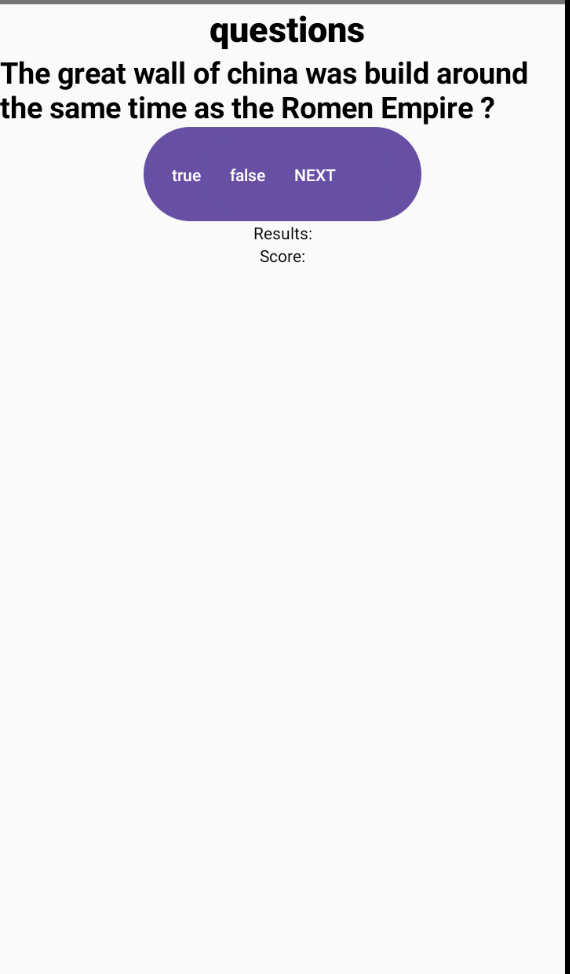 questions
The great wall of china was build around
the same time as the Romen Empire ?
true false NEXT
Results:
Score: